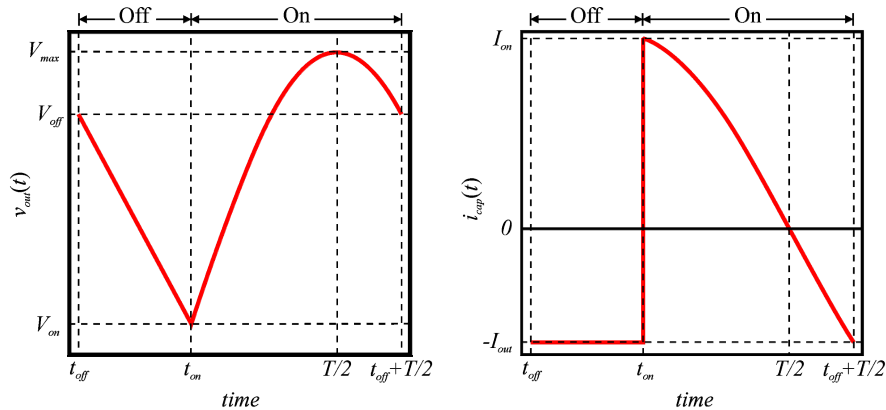 Off On
V_max
V_off
V_on
v_out(t)
t_off t_on T/2 t_off+T/2
time
Off On
I_on
0
-I_out
i_cap(t)
t_off t_on T/2 t_off+T/2
time